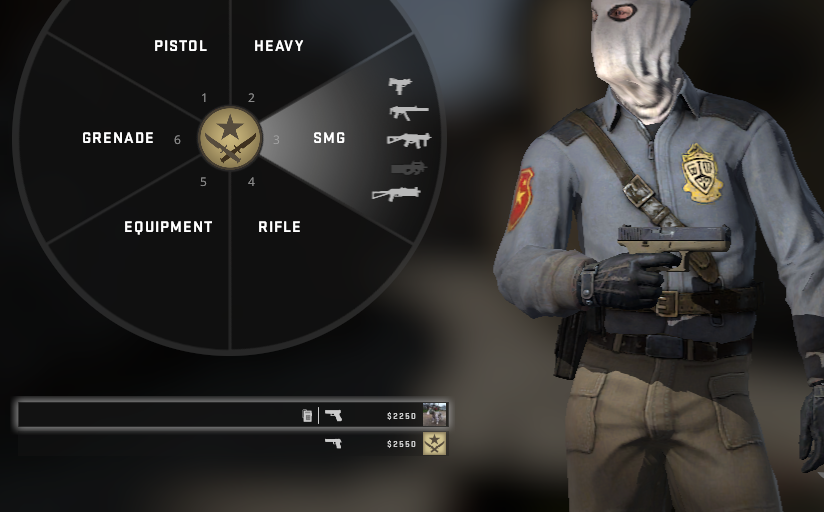 PISTOL HEAVY
1 2
GRENADE 6 3 SMG
5 4
EQUIPMENT RIFLE
$2250
$2550